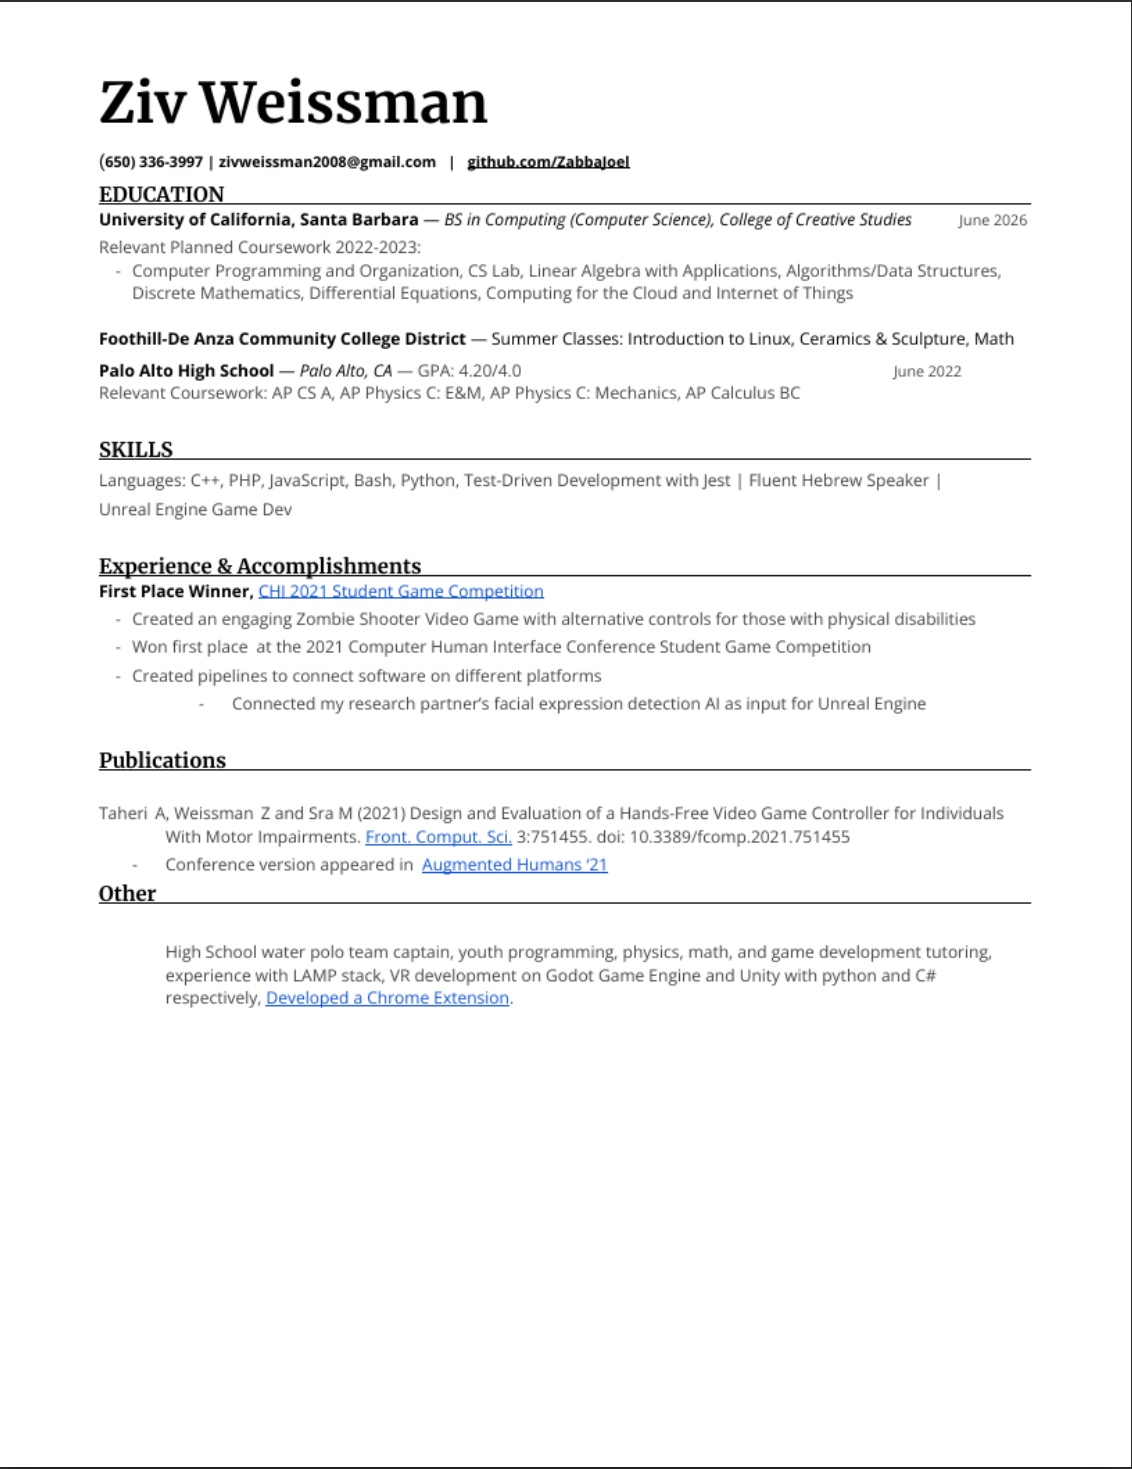 Ziv Weissman
(650) 336-3997 | zivweissman2008@gmail.com | github.com/ZabbaJoel
EDUCATION
University of California, Santa Barbara — BS in Computing (Computer Science), College of Creative Studies June 2026
Relevant Planned Coursework 2022-2023:
- Computer Programming and Organization, CS Lab, Linear Algebra with Applications, Algorithms/Data Structures,
Discrete Mathematics, Differential Equations, Computing for the Cloud and Internet of Things
Foothill-De Anza Community College District — Summer Classes: Introduction to Linux, Ceramics & Sculpture, Math
Palo Alto High School — Palo Alto, CA — GPA: 4.20/4.0 June 2022
Relevant Coursework: AP CS A, AP Physics C: E&M, AP Physics C: Mechanics, AP Calculus BC
SKILLS
Languages: C++, PHP, JavaScript, Bash, Python, Test-Driven Development with Jest | Fluent Hebrew Speaker |
Unreal Engine Game Dev
Experience & Accomplishments
First Place Winner, CHI 2021 Student Game Competition
- Created an engaging Zombie Shooter Video Game with alternative controls for those with physical disabilities
- Won first place at the 2021 Computer Human Interface Conference Student Game Competition
- Created pipelines to connect software on different platforms
- Connected my research partner's facial expression detection AI as input for Unreal Engine
Publications
Taheri A, Weissman Z and Sra M (2021) Design and Evaluation of a Hands-Free Video Game Controller for Individuals
With Motor Impairments. Front. Comput. Sci. 3:751455. doi: 10.3389/fcomp.2021.751455
- Conference version appeared in Augmented Humans '21
Other
High School water polo team captain, youth programming, physics, math, and game development tutoring,
experience with LAMP stack, VR development on Godot Game Engine and Unity with python and C#
respectively, Developed a Chrome Extension.